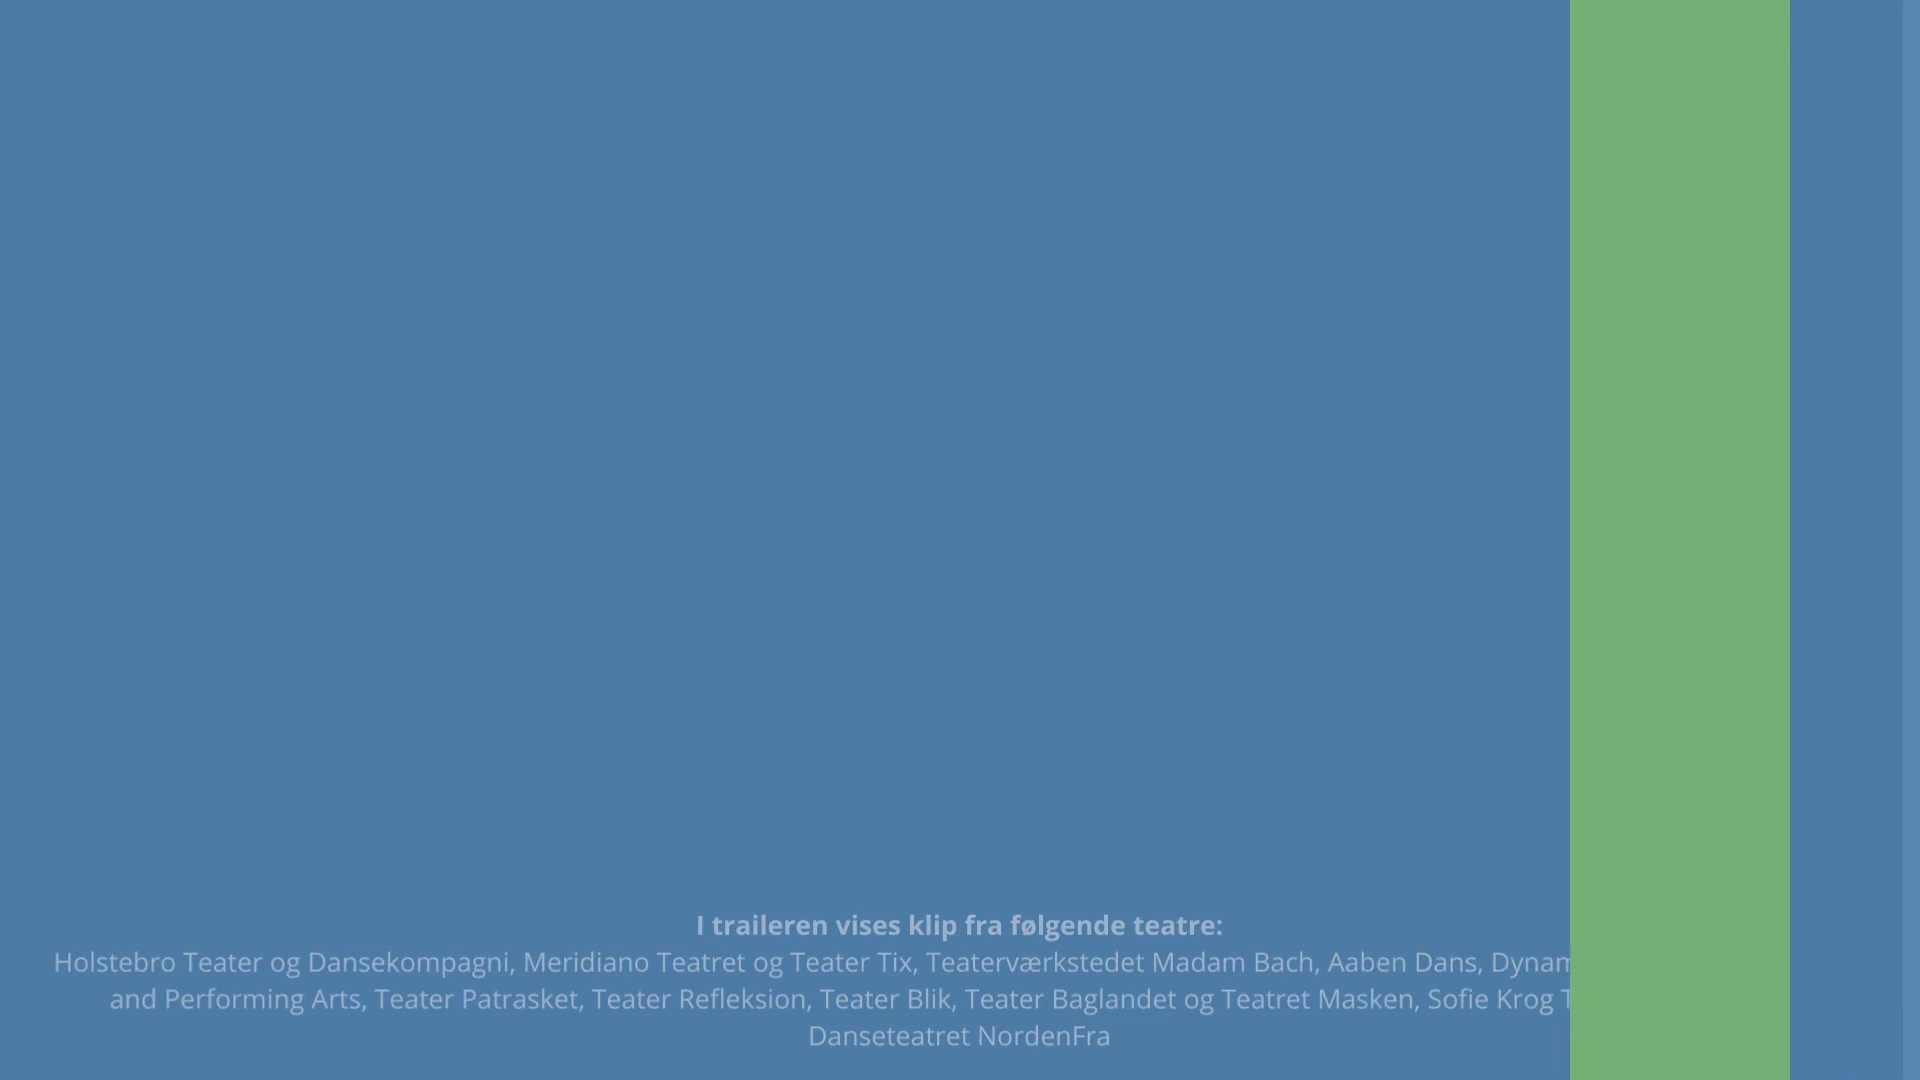 I traileren vises klip fra følgende teatre:
Holstebro Teater og Dansekompagni, Meridiano Teatret og Teater Tix, Teaterværkstedet Madam Bach, Aaben Dans,
and Performing Arts, Teater Patrasket, Teater Refleksion, Teater Blik, Teater Baglandet og Teatret Masken, Sofie Krog
Danseteatret NordenFra